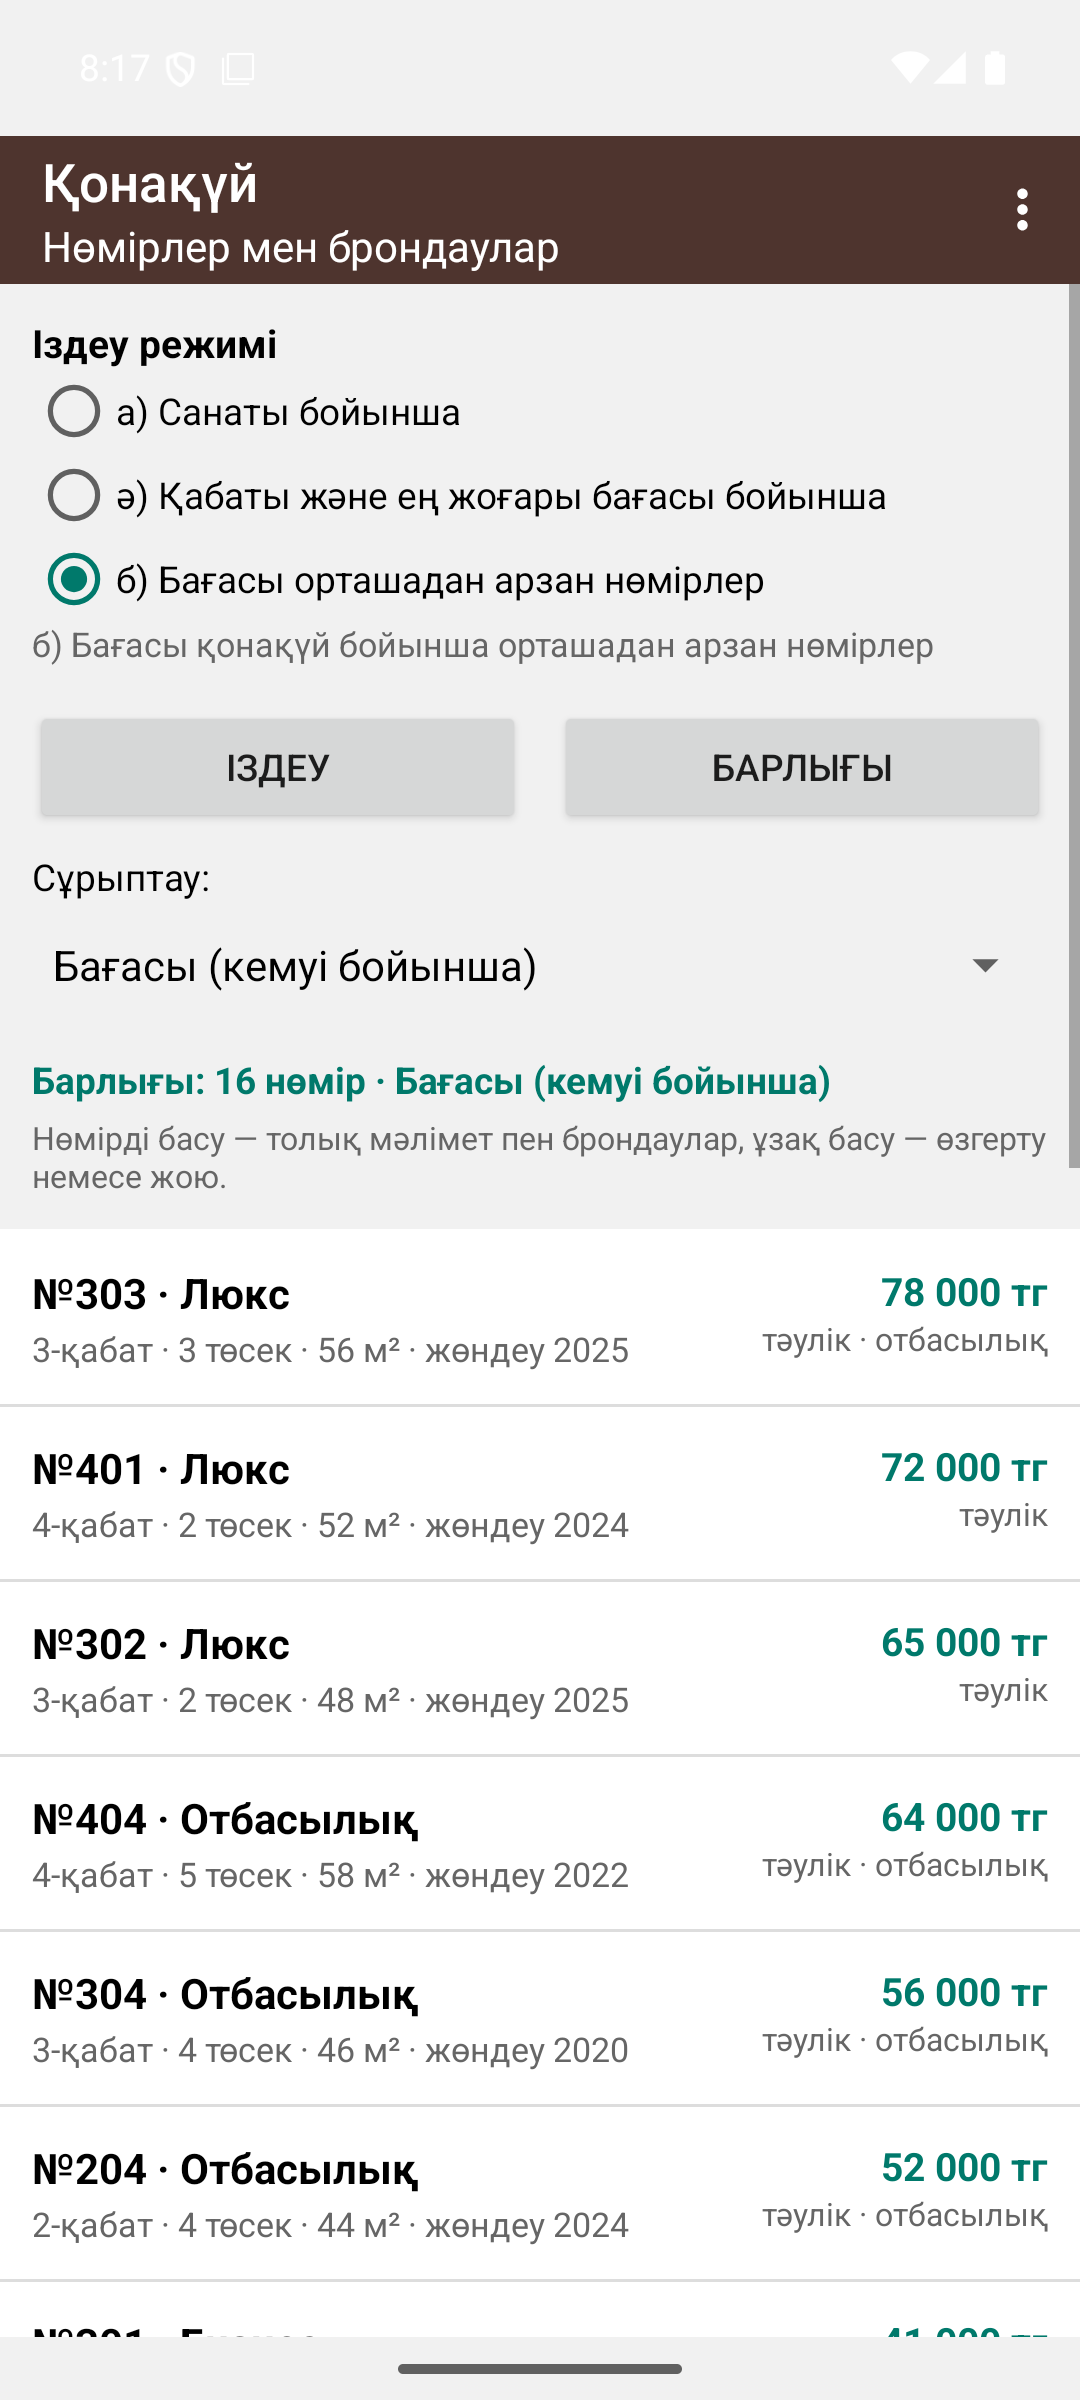 8:17
Қонақүй
Нөмірлер мен брондаулар
Іздеу режимі
а) Санаты бойынша
ә) Қабаты және ең жоғары бағасы бойынша
б) Бағасы орташадан арзан нөмірлер
б) Бағасы қонақүй бойынша орташадан арзан нөмірлер
ІЗДЕУ
БАРЛЫҒЫ
Сұрыптау:
Бағасы (кемуі бойынша)
Барлығы: 16 нөмір · Бағасы (кемуі бойынша)
Нөмірді басу — толық мәлімет пен брондаулар, ұзақ басу — өзгерту
немесе жою.
№303 · Люкс
78 000 тг
3-қабат · 3 төсек · 56 м² · жөндеу 2025
тәулік · отбасылық
№401 · Люкс
72 000 тг
4-қабат · 2 төсек · 52 м² · жөндеу 2024
тәулік
№302 · Люкс
65 000 тг
3-қабат · 2 төсек · 48 м² · жөндеу 2025
тәулік
№404 · Отбасылық
64 000 тг
4-қабат · 5 төсек · 58 м² · жөндеу 2022
тәулік · отбасылық
№304 · Отбасылық
56 000 тг
3-қабат · 4 төсек · 46 м² · жөндеу 2020
тәулік · отбасылық
№204 · Отбасылық
52 000 тг
2-қабат · 4 төсек · 44 м² · жөндеу 2024
тәулік · отбасылық